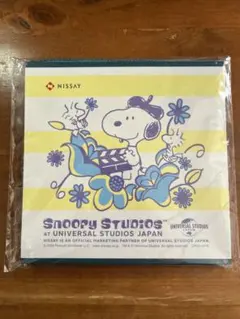 NISSAY
SNOOPY STUDIOS™
AT UNIVERSAL STUDIOS JAPAN
UNIVERSAL STUDIOS
JAPAN
NISSAY IS AN OFFICIAL MARKETING PARTNER OF UNIVERSAL STUDIOS JAPAN.